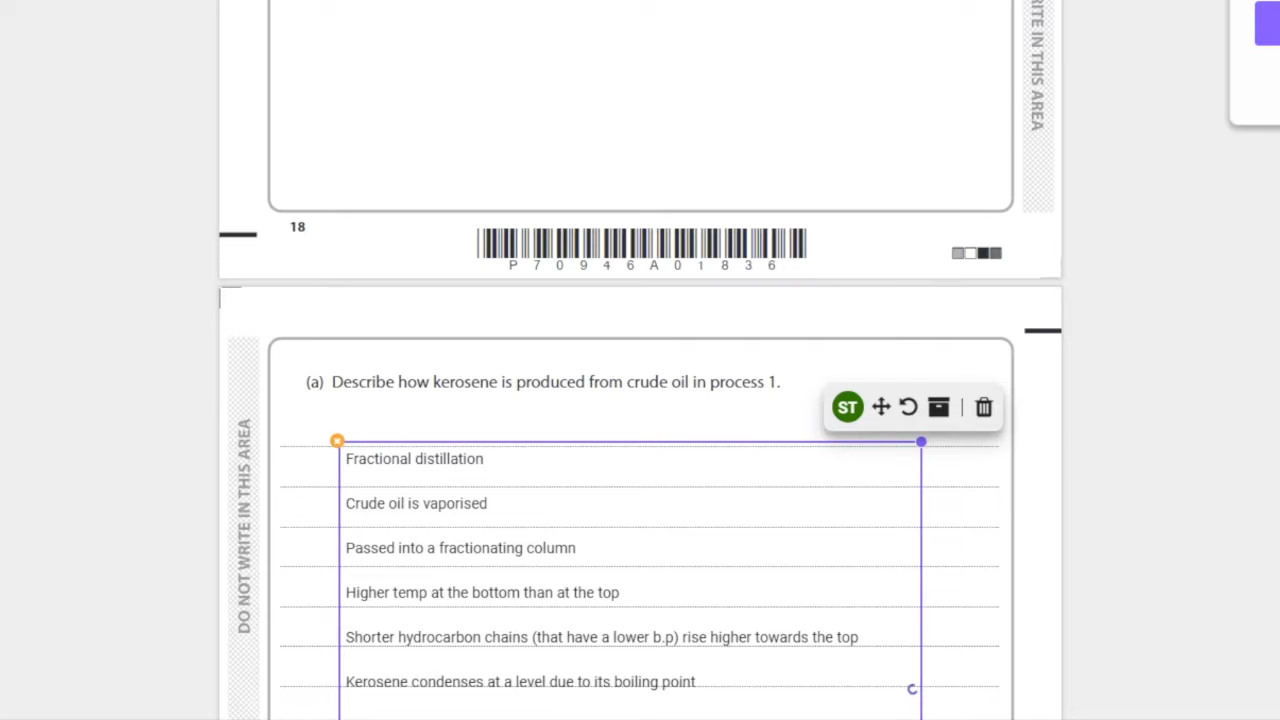 RITE IN THIS AREA
18
P 7 0 9 4 6 A 0 1 8 3 6
DO NOT WRITE IN THIS AREA
(a) Describe how kerosene is produced from crude oil in process 1.
ST
Fractional distillation
Crude oil is vaporised
Passed into a fractionating column
Higher temp at the bottom than at the top
Shorter hydrocarbon chains (that have a lower b.p) rise higher towards the top
Kerosene condenses at a level due to its boiling point